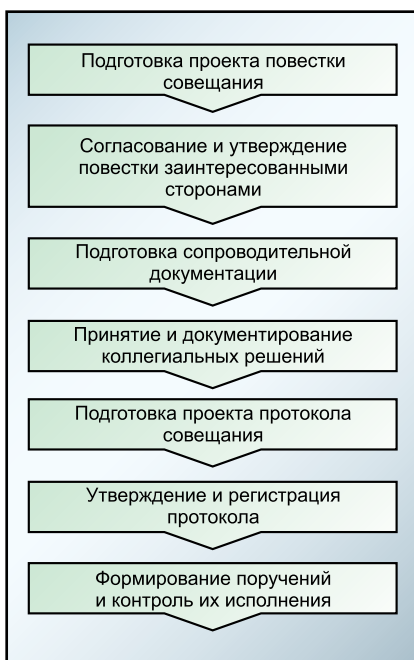 Подготовка проекта повестки
совещания
Согласование и утверждение
повестки заинтересованными
сторонами
Подготовка сопроводительной
документации
Принятие и документирование
коллегиальных решений
Подготовка проекта протокола
совещания
Утверждение и регистрация
протокола
Формирование поручений
и контроль их исполнения